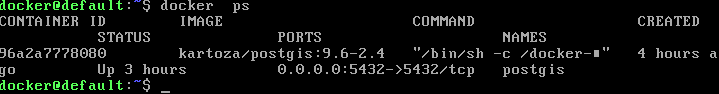 docker@default:~$ docker  ps
CONTAINER ID        IMAGE                    COMMAND                  CREATED
             STATUS              PORTS                    NAMES
96a2a7778080        kartoza/postgis:9.6-2.4   "/bin/sh -c /docker-▪"   4 hours a
go           Up 3 hours          0.0.0.0:5432->5432/tcp   postgis
docker@default:~$ _